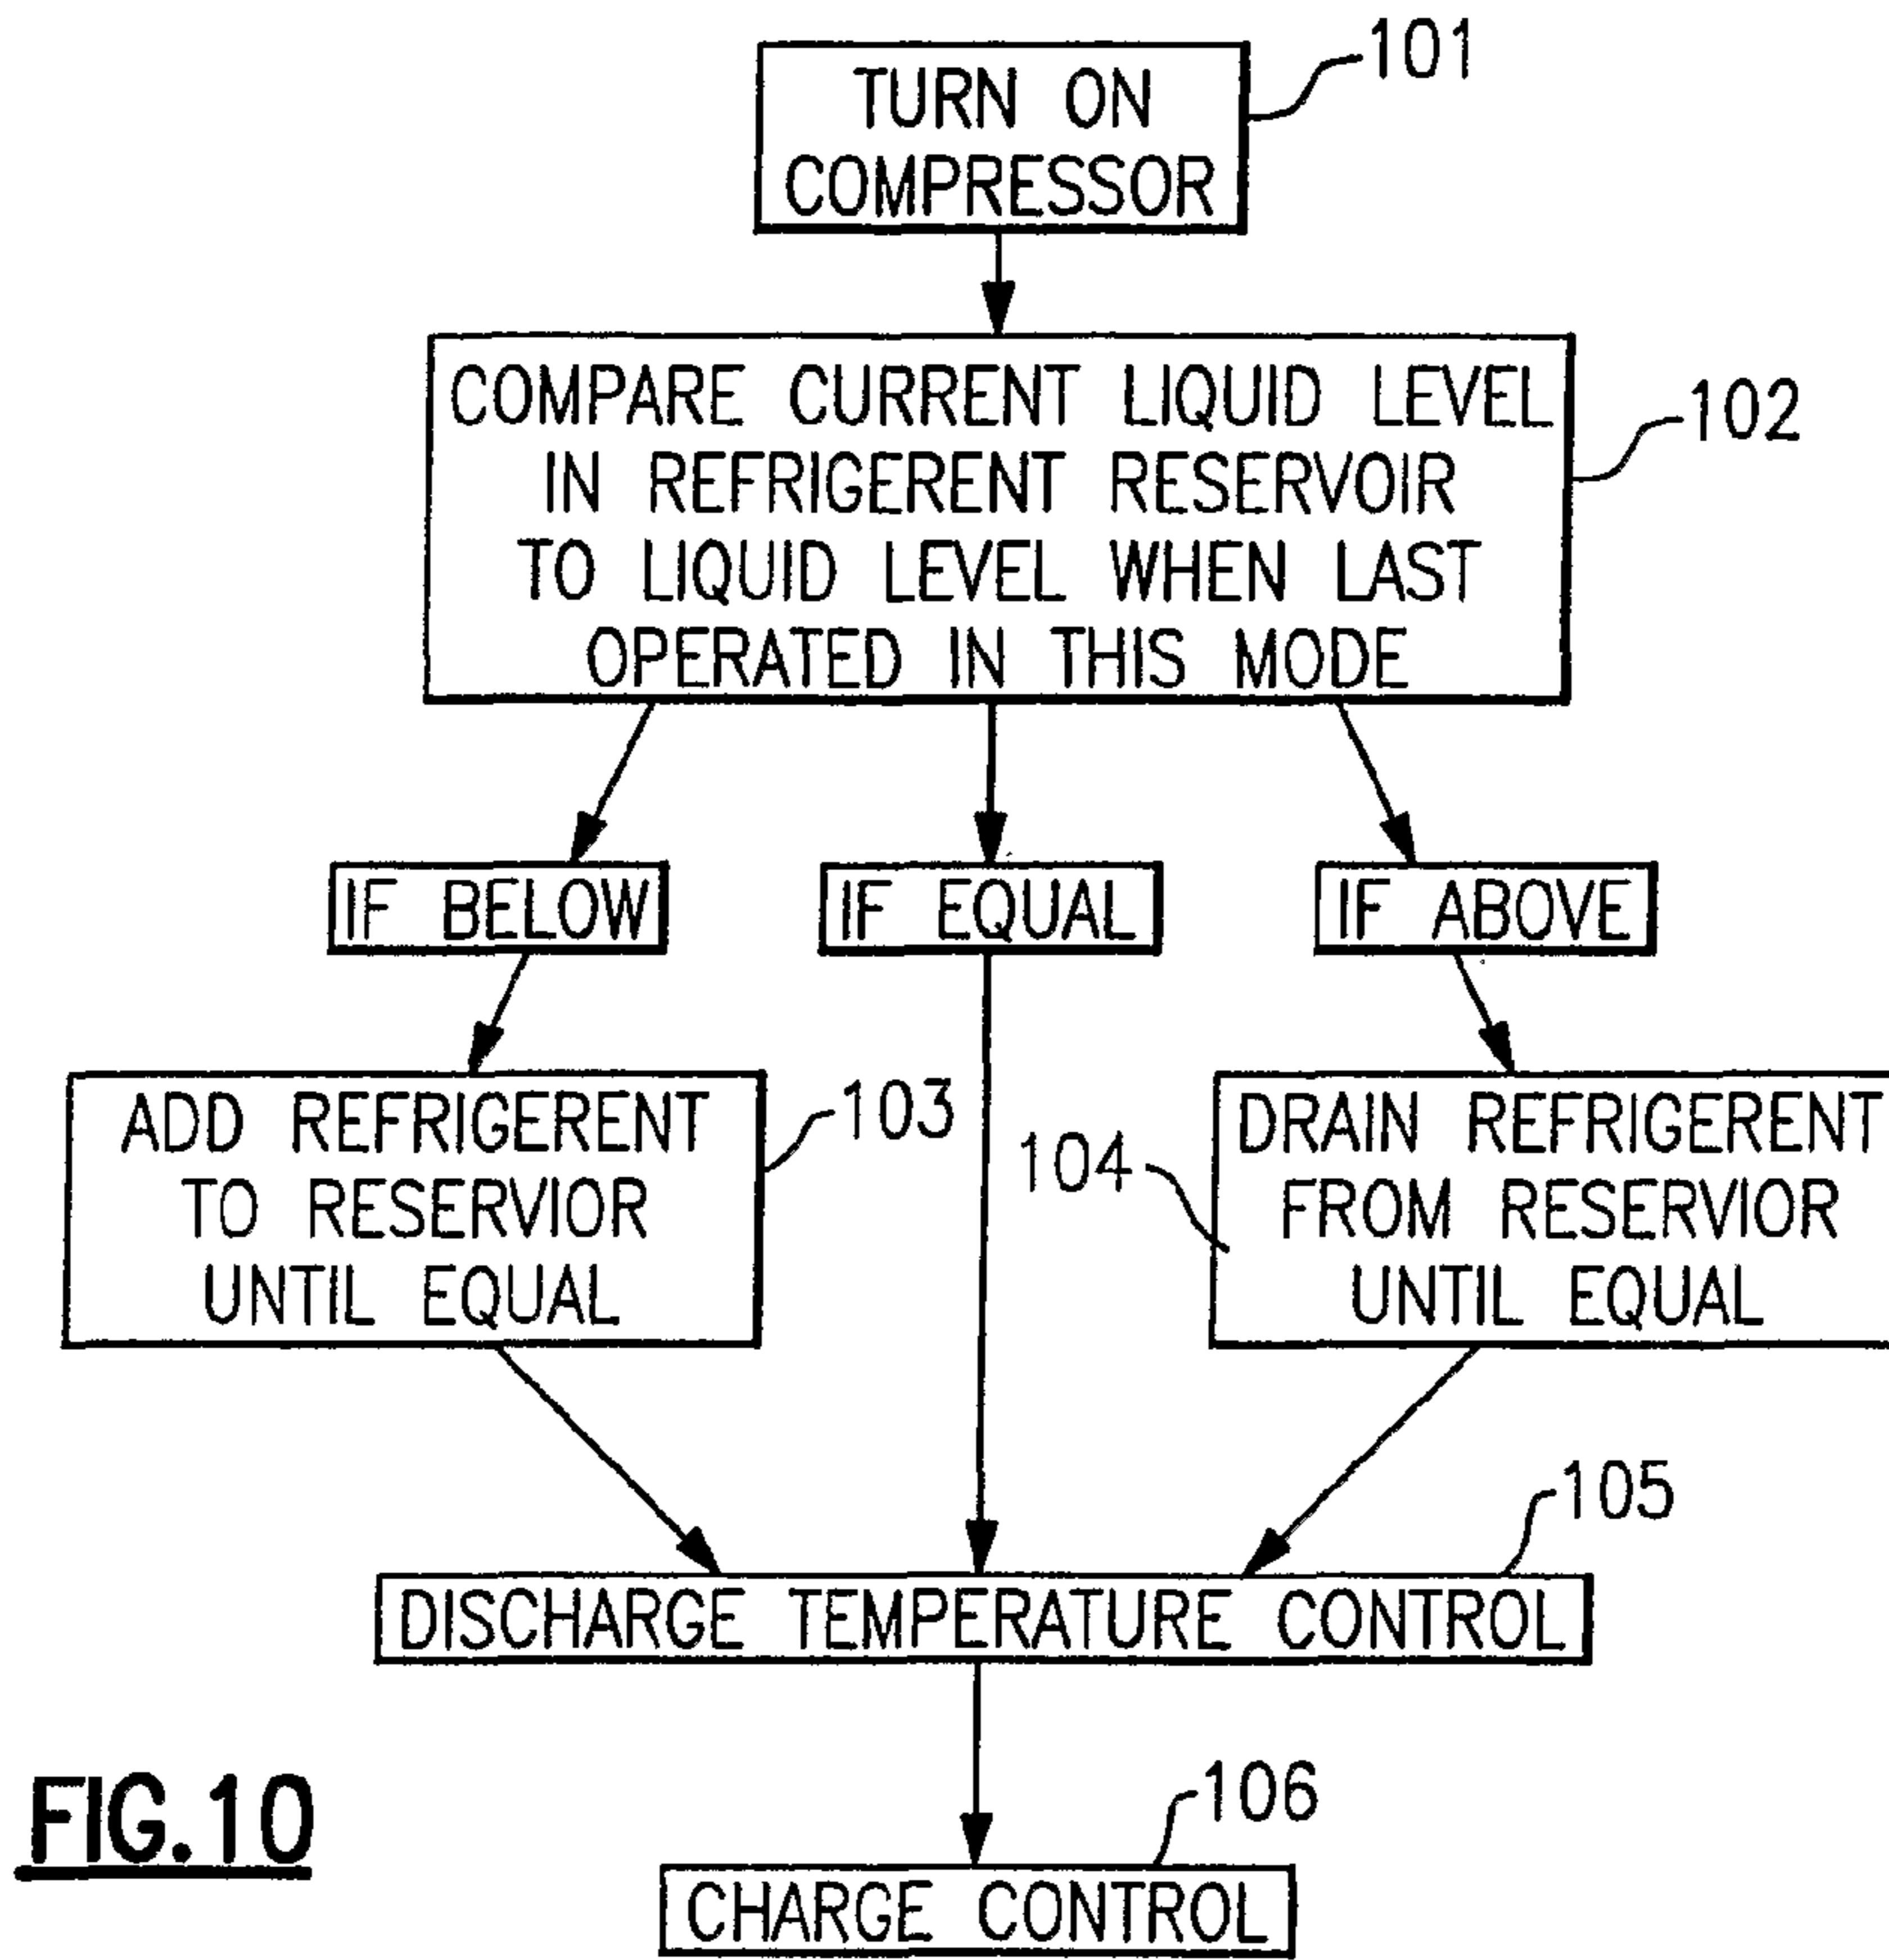 101
TURN ON
COMPRESSOR
COMPARE CURRENT LIQUID LEVEL
IN REFRIGERENT RESERVOIR
TO LIQUID LEVEL WHEN LAST
OPERATED IN THIS MODE
102
IF BELOW
IF EQUAL
IF ABOVE
ADD REFRIGERENT
TO RESERVIOR
UNTIL EQUAL
103
104
DRAIN REFRIGERENT
FROM RESERVIOR
UNTIL EQUAL
105
DISCHARGE TEMPERATURE CONTROL
106
CHARGE CONTROL
FIG.10